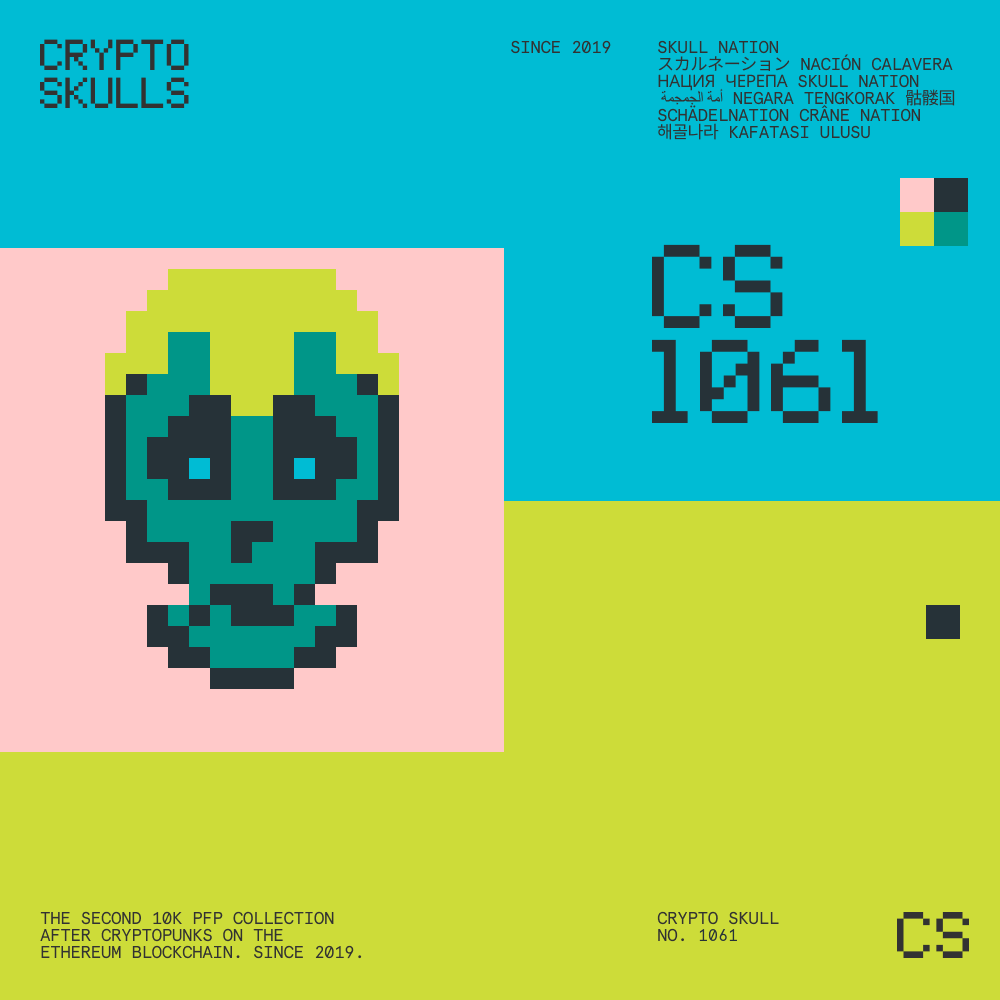 CRYPTO
SKULLS
SINCE 2019
SKULL NATION
スカルネーション NACIÓN CALAVERA
НАЦИЯ ЧЕРЕПА SKULL NATION
أمة الجمجمة NEGARA TENGKORAK 骷髅国
SCHÄDELNATION CRÂNE NATION
해골나라 KAFATASI ULUSU
CS
1061
THE SECOND 10K PFP COLLECTION
AFTER CRYPTOPUNKS ON THE
ETHEREUM BLOCKCHAIN. SINCE 2019.
CRYPTO SKULL
NO. 1061
CS